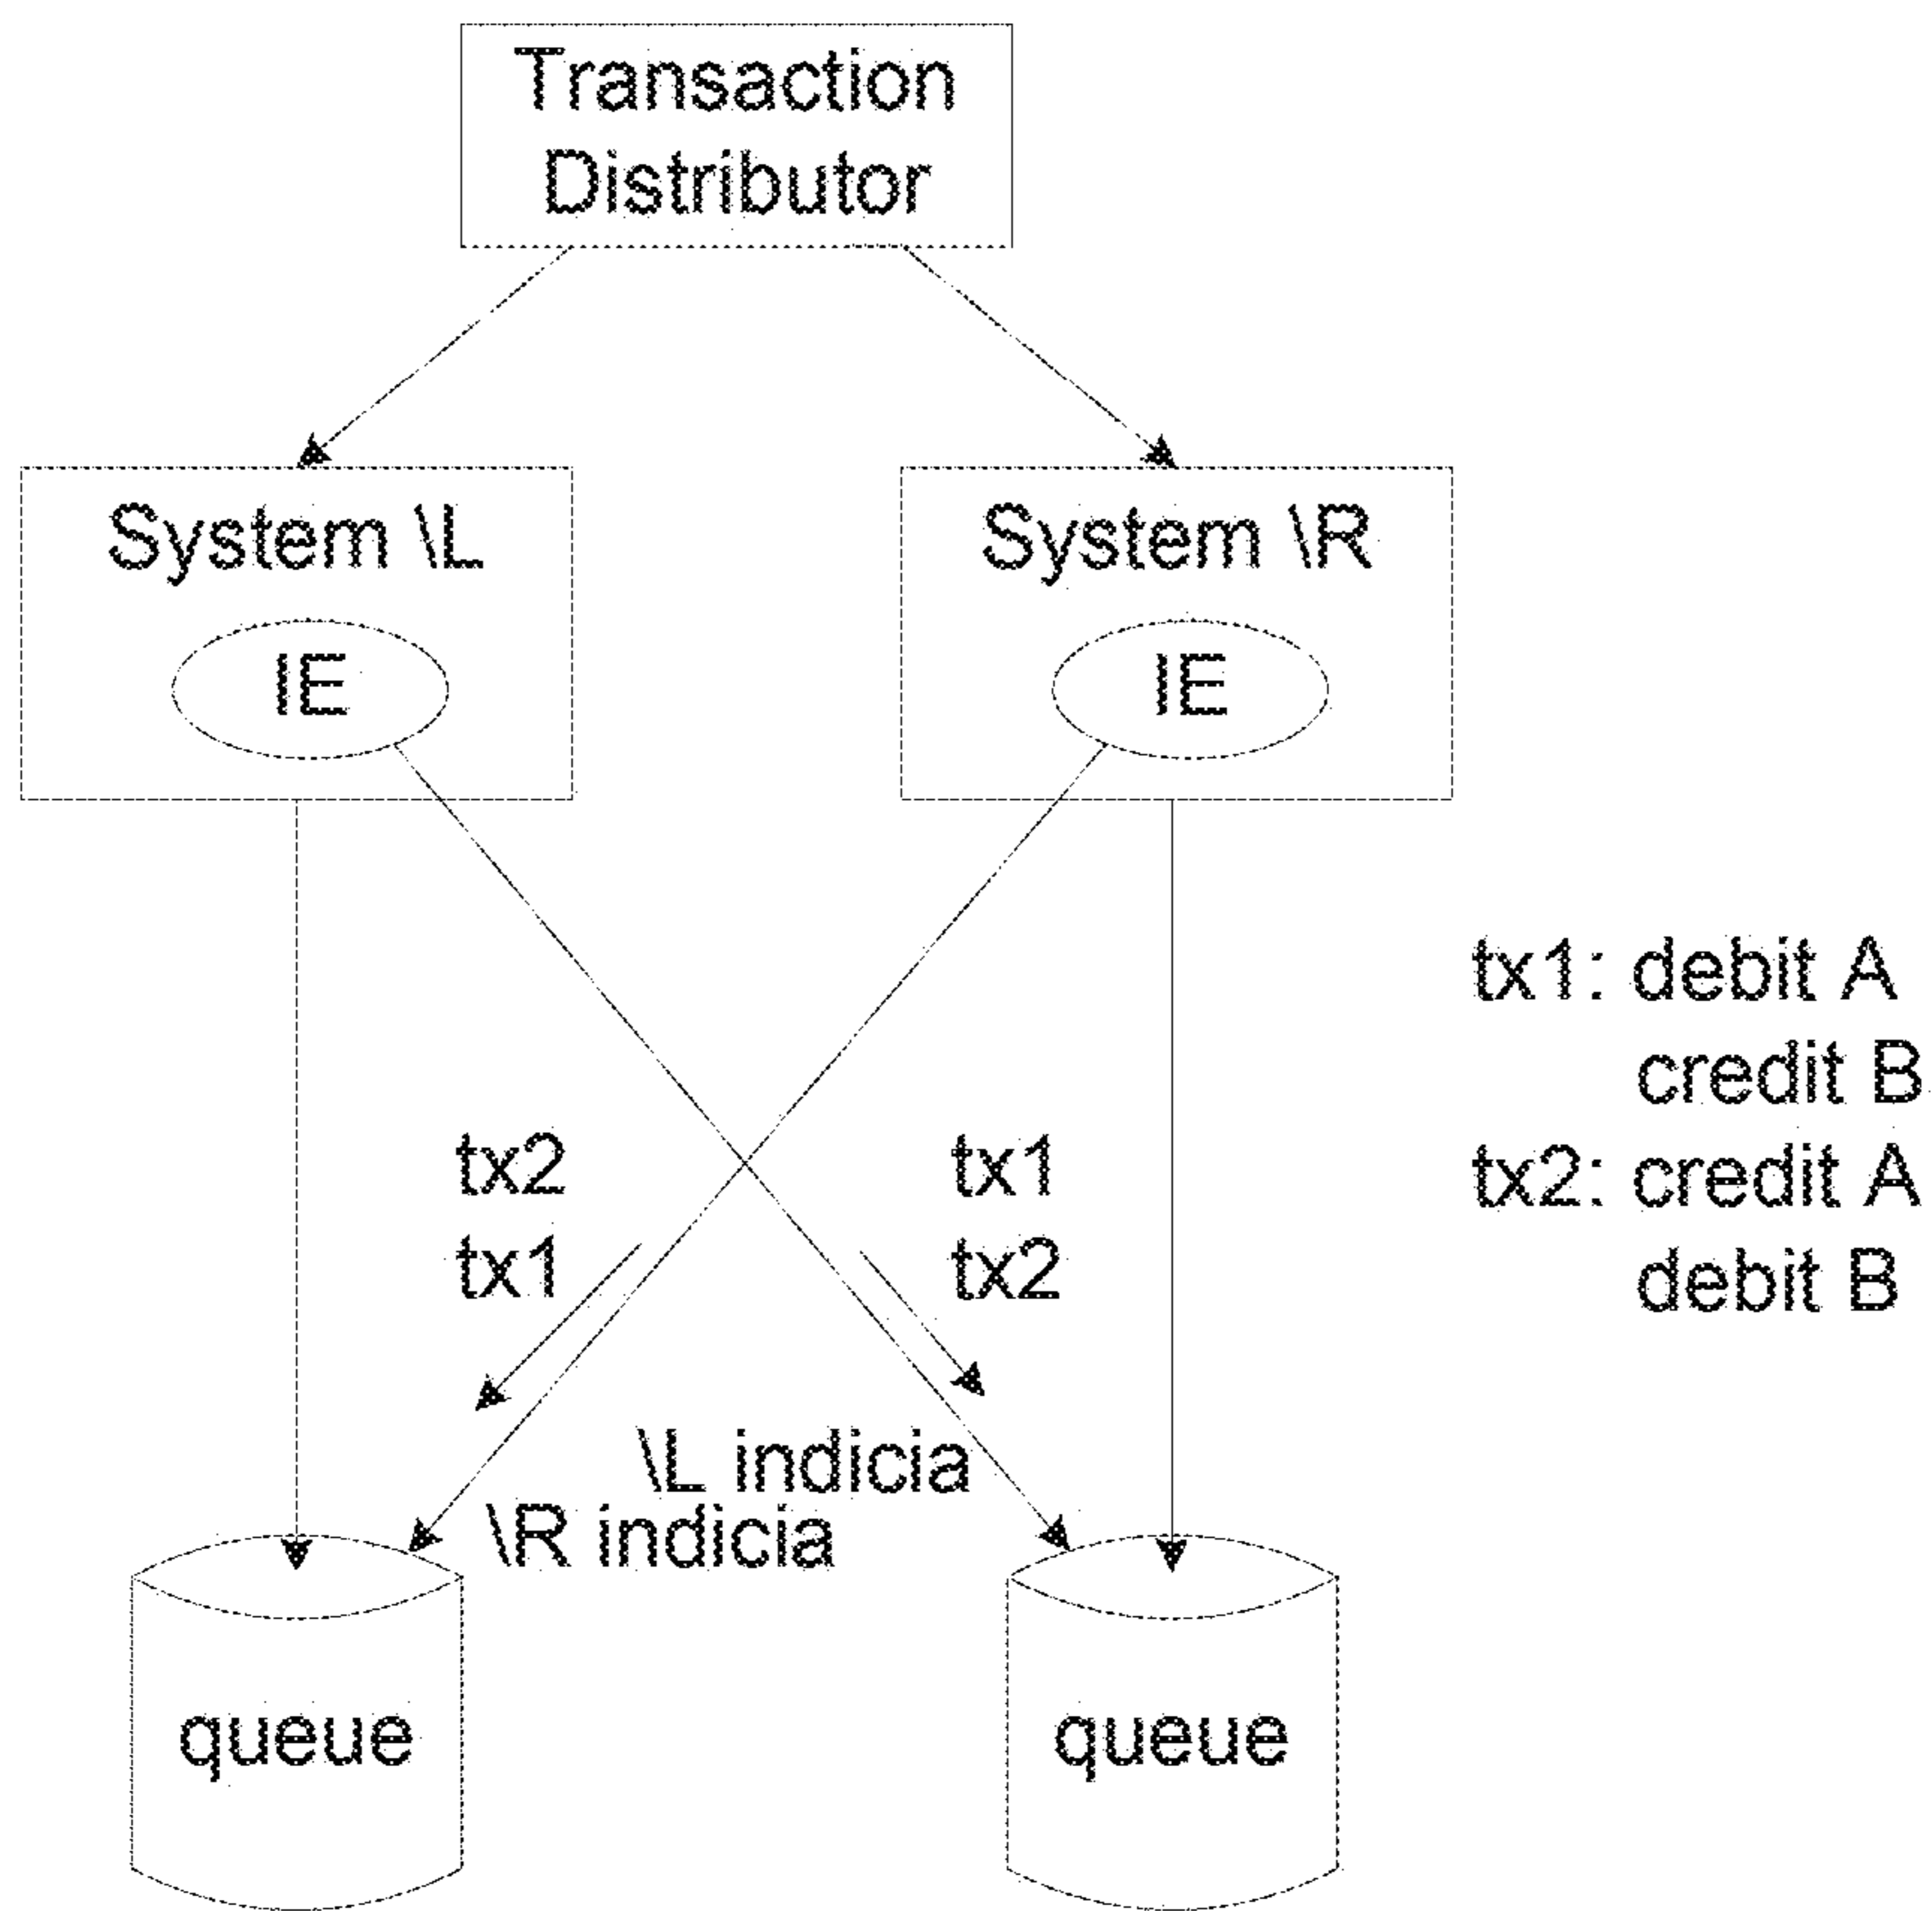 Transaction
Distributor
System \L
System \R
IE
IE
tx1: debit A
credit B
tx2: credit A
debit B
tx2
tx1
tx1
tx2
\L indicia
\R indicia
queue
queue